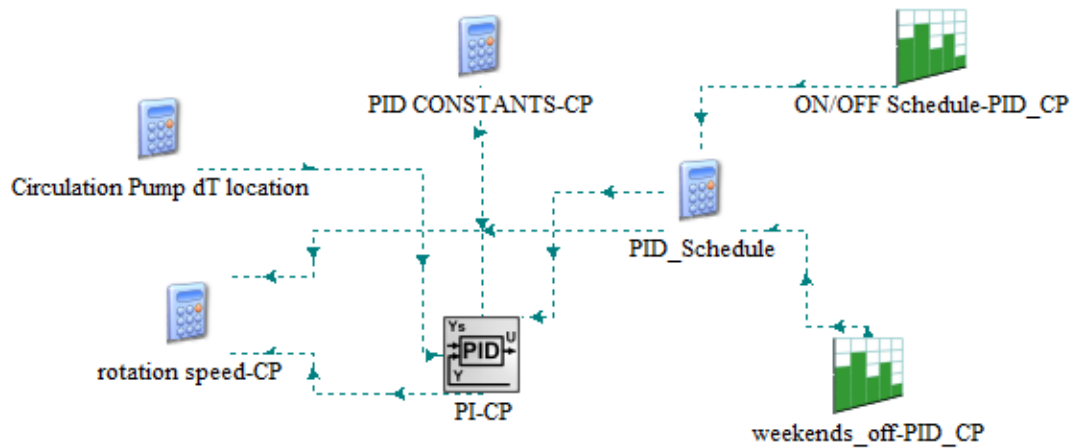 PID CONSTANTS-CP
ON/OFF Schedule-PID_CP
Circulation Pump dT location
PID_Schedule
rotation speed-CP
Ys
U
PID
Y
PI-CP
weekends_off-PID_CP